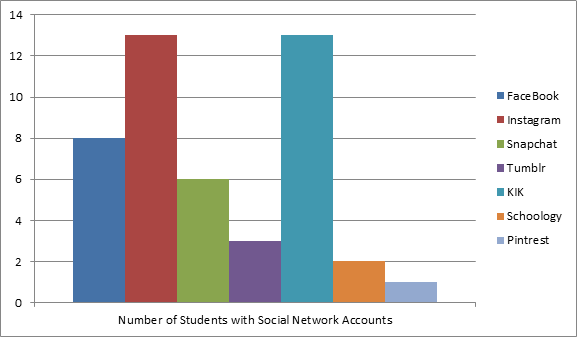 14
12
10
8
6
4
2
0
Number of Students with Social Network Accounts
FaceBook
Instagram
Snapchat
Tumblr
KIK
Schoology
Pintrest